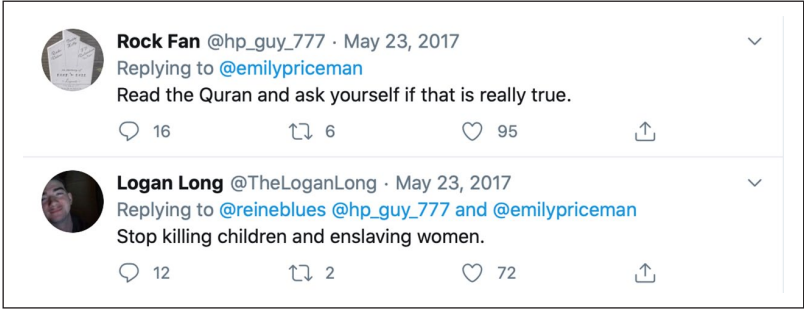 Rock Fan @hp_guy_777 · May 23, 2017
Replying to @emilypriceman
Read the Quran and ask yourself if that is really true.
16 6 95
Logan Long @TheLoganLong · May 23, 2017
Replying to @reineblues @hp_guy_777 and @emilypriceman
Stop killing children and enslaving women.
12 2 72